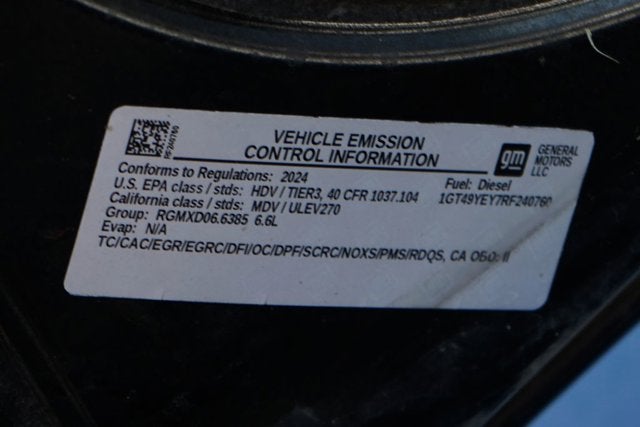 VEHICLE EMISSION
CONTROL INFORMATION
gm
GENERAL
MOTORS
LLC
RF240760
Conforms to Regulations: 2024
U.S. EPA class / stds: HDV / TIER3, 40 CFR 1037.104
California class / stds: MDV / ULEV270
Group: RGMXD06.6385 6.6L
Evap: N/A
Fuel: Diesel
1GT49YEY7RF240760
TC/CAC/EGR/EGRC/DFI/OC/DPF/SCRC/NOXS/PMS/RDQS, CA OBD: II